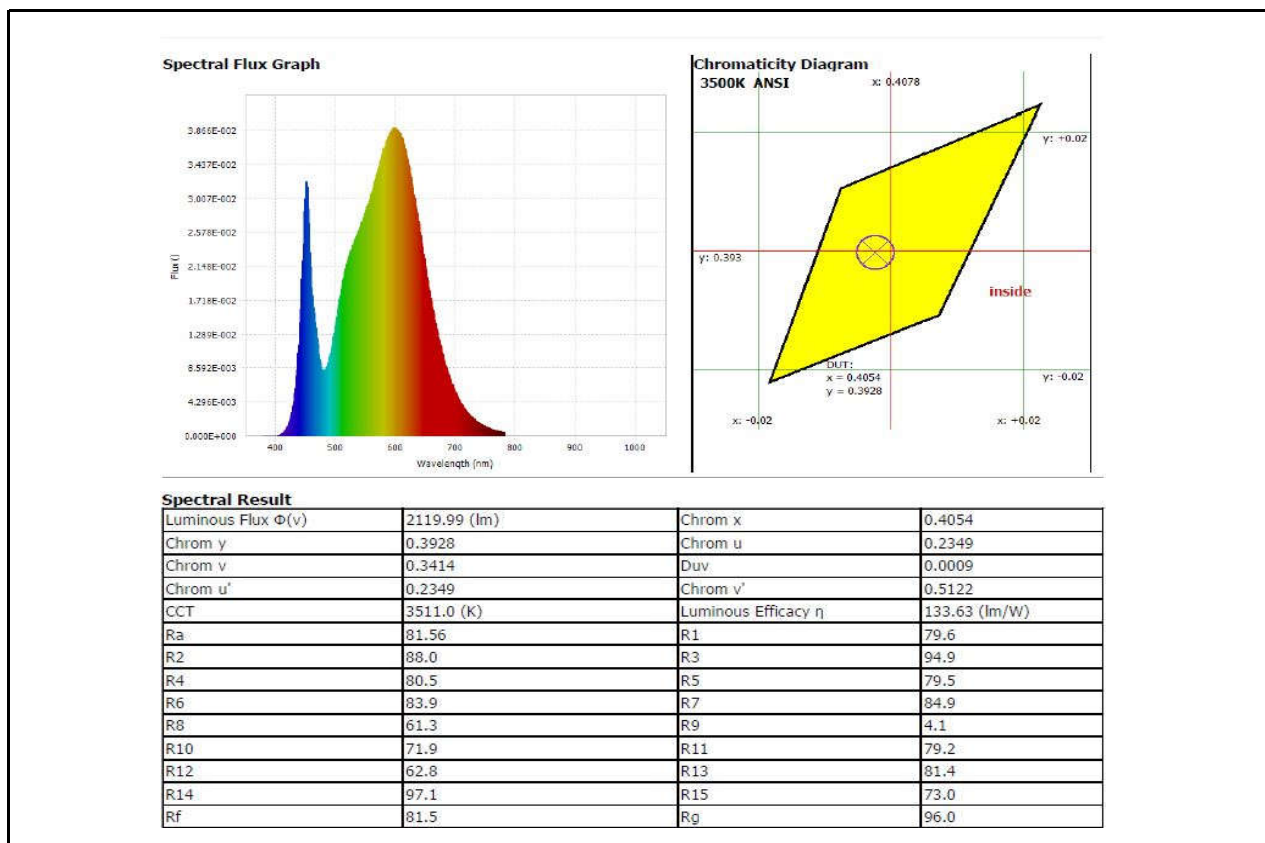 Spectral Flux Graph
3.866E-002
3.437E-002
3.007E-002
2.578E-002
2.148E-002
1.718E-002
1.289E-002
8.592E-003
4.296E-003
0.000E+000
Flux()
400 500 600 700 800 900 1000
Wavelength (nm)
Chromaticity Diagram
3500K ANSI
x: 0.4078
y: +0.02
y: 0.393
inside
DUT:
x = 0.4054
y = 0.3928
y: -0.02
x: -0.02
x: +0.02
Spectral Result
Luminous Flux Φ(v) 2119.99 (lm) Chrom x 0.4054
Chrom y 0.3928 Chrom u 0.2349
Chrom v 0.3414 Duv 0.0009
Chrom u' 0.2349 Chrom v' 0.5122
CCT 3511.0 (K) Luminous Efficacy η 133.63 (lm/W)
Ra 81.56 R1 79.6
R2 88.0 R3 94.9
R4 80.5 R5 79.5
R6 83.9 R7 84.9
R8 61.3 R9 4.1
R10 71.9 R11 79.2
R12 62.8 R13 81.4
R14 97.1 R15 73.0
Rf 81.5 Rg 96.0